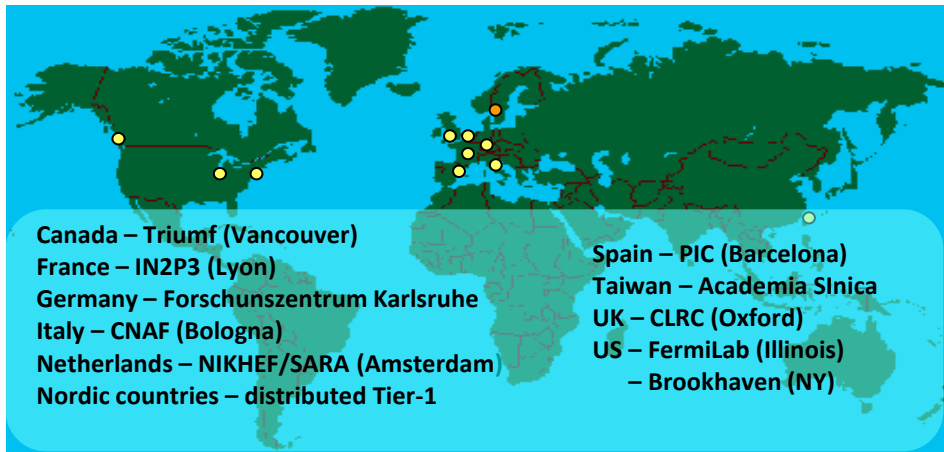 Canada – Triumf (Vancouver)
France – IN2P3 (Lyon)
Germany – Forschunszentrum Karlsruhe
Italy – CNAF (Bologna)
Netherlands – NIKHEF/SARA (Amsterdam)
Nordic countries – distributed Tier-1
Spain – PIC (Barcelona)
Taiwan – Academia SInica
UK – CLRC (Oxford)
US – FermiLab (Illinois)
– Brookhaven (NY)